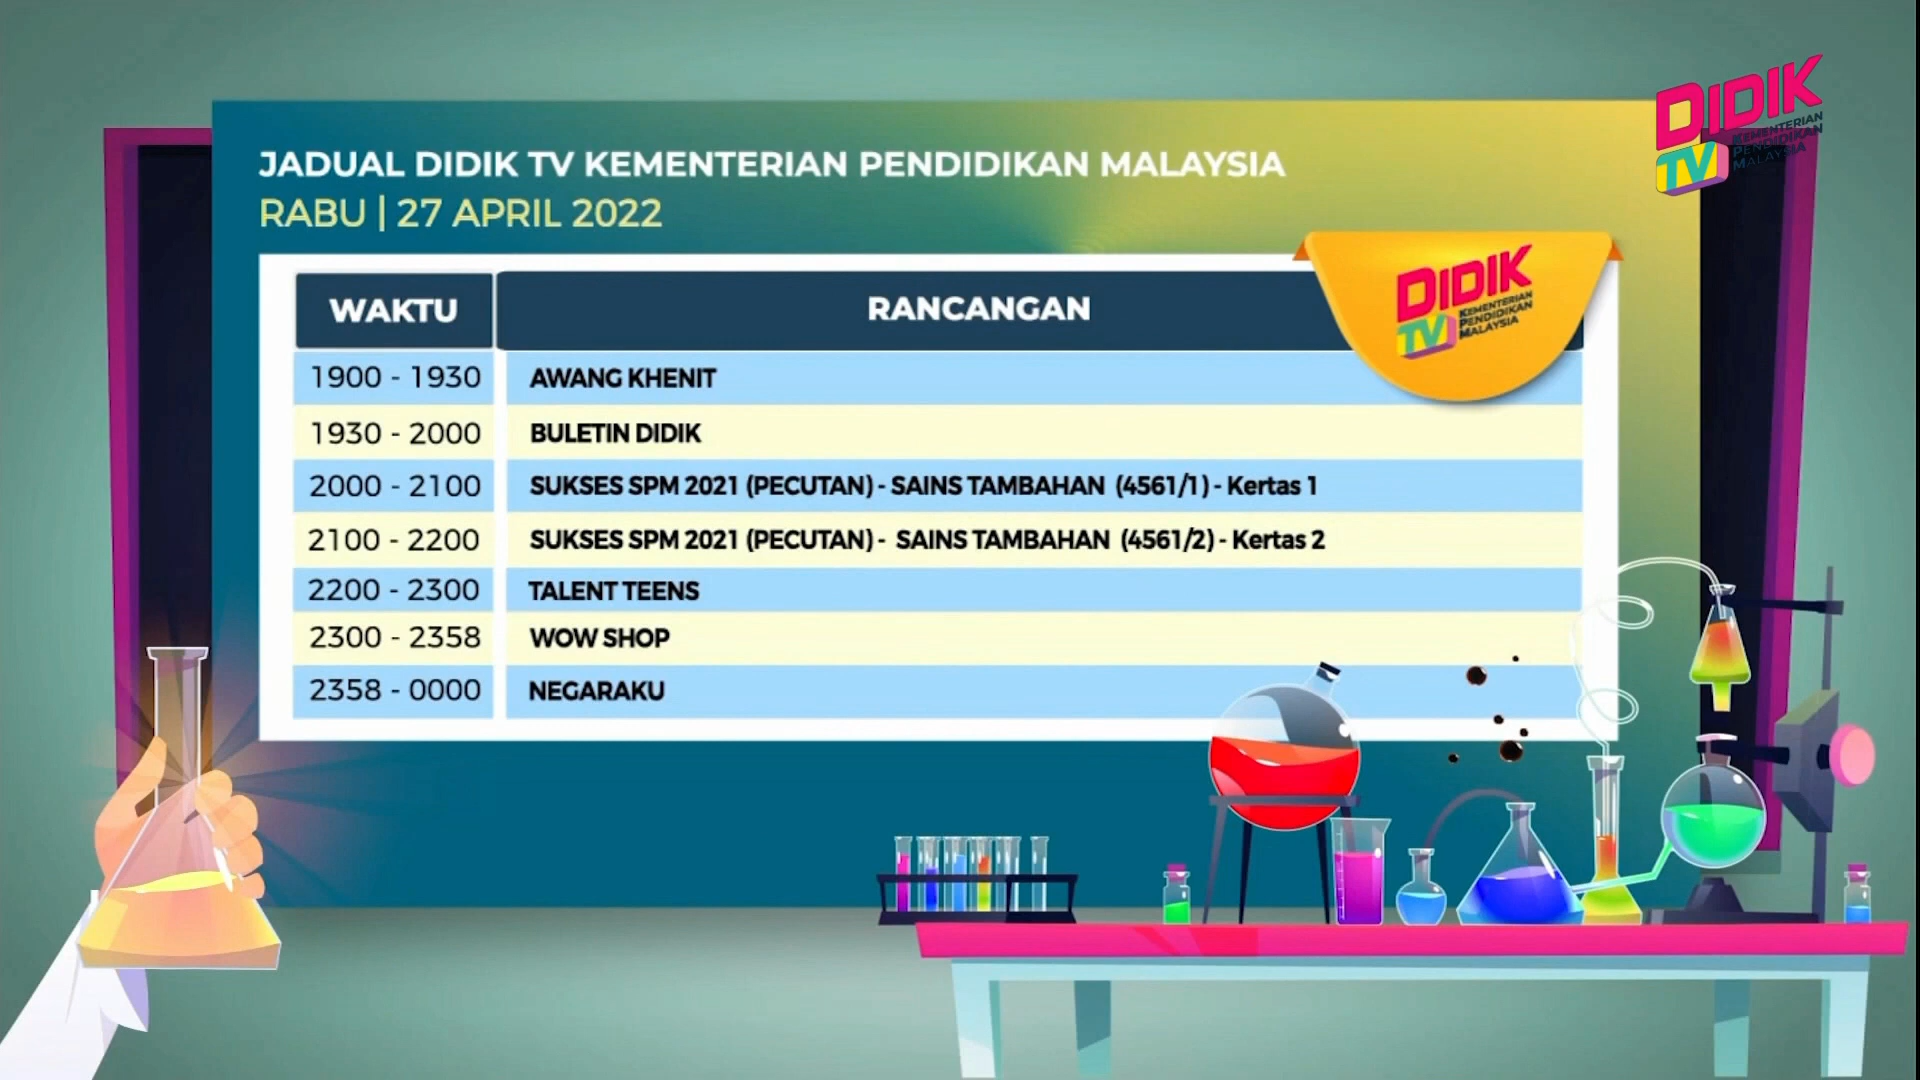 DIDIK
TV
KEMENTERIAN
PENDIDIKAN
MALAYSIA
JADUAL DIDIK TV KEMENTERIAN PENDIDIKAN MALAYSIA
RABU | 27 APRIL 2022
DIDIK
TV
KEMENTERIAN
PENDIDIKAN
MALAYSIA
WAKTU RANCANGAN
1900 - 1930 AWANG KHENIT
1930 - 2000 BULETIN DIDIK
2000 - 2100 SUKSES SPM 2021 (PECUTAN) - SAINS TAMBAHAN (4561/1) - Kertas 1
2100 - 2200 SUKSES SPM 2021 (PECUTAN) - SAINS TAMBAHAN (4561/2) - Kertas 2
2200 - 2300 TALENT TEENS
2300 - 2358 WOW SHOP
2358 - 0000 NEGARAKU